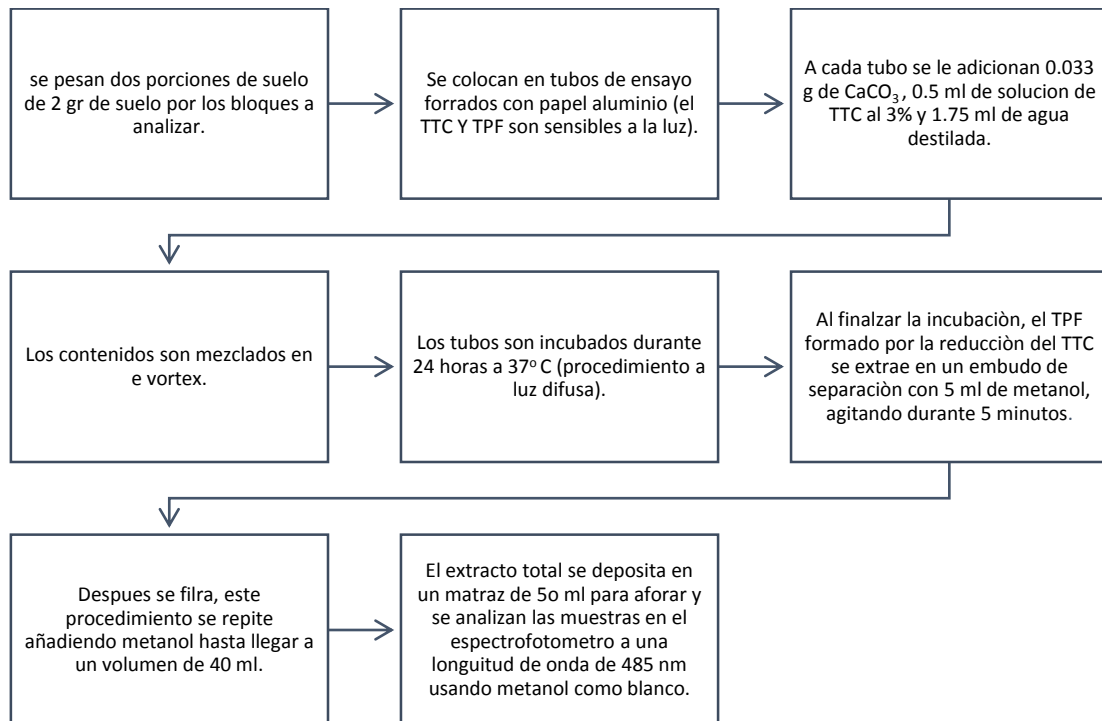 se pesan dos porciones de suelo
de 2 gr de suelo por los bloques a
analizar.
Se colocan en tubos de ensayo
forrados con papel aluminio (el
TTC Y TPF son sensibles a la luz).
A cada tubo se le adicionan 0.033
g de CaCO₃ , 0.5 ml de solucion de
TTC al 3% y 1.75 ml de agua
destilada.
Los contenidos son mezclados en
e vortex.
Los tubos son incubados durante
24 horas a 37º C (procedimiento a
luz difusa).
Al finalzar la incubaciòn, el TPF
formado por la reducciòn del TTC
se extrae en un embudo de
separaciòn con 5 ml de metanol,
agitando durante 5 minutos.
Despues se filra, este
procedimiento se repite
añadiendo metanol hasta llegar a
un volumen de 40 ml.
El extracto total se deposita en
un matraz de 5o ml para aforar y
se analizan las muestras en el
espectrofotometro a una
longuitud de onda de 485 nm
usando metanol como blanco.